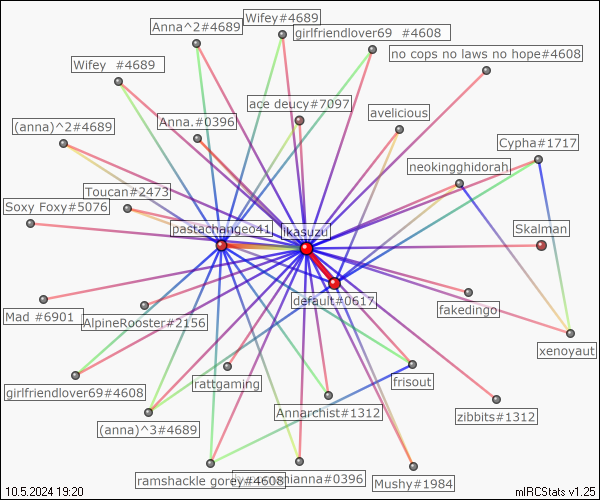 Wifey#4689
Anna^2#4689
girlfriendlover69 #4608
no cops no laws no hope#4608
Wifey #4689
ace deucy#7097
avelicious
Anna.#0396
(anna)^2#4689
Cypha#1717
neokingghidorah
Toucan#2473
Soxy Foxy#5076
pastachangeo41
ikasuzu
Skalman
default#0617
fakedingo
Mad #6901
AlpineRooster#2156
xenoyaut
rattgaming
frisout
girlfriendlover69#4608
Annarchist#1312
zibbits#1312
(anna)^3#4689
ramshackle gorey#4608
hianna#0396
Mushy#1984
10.5.2024 19:20
mIRCStats v1.25